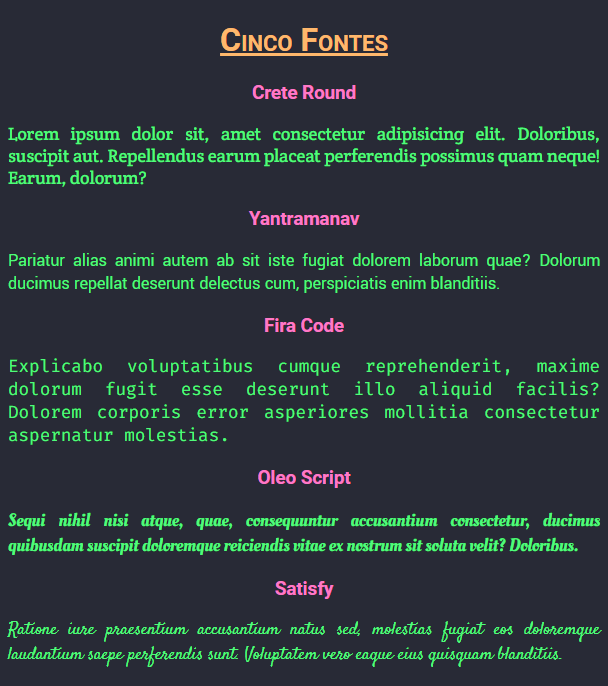 Cinco Fontes
Crete Round
Lorem ipsum dolor sit, amet consectetur adipisicing elit. Doloribus,
suscipit aut. Repellendus earum placeat perferendis possimus quam neque!
Earum, dolorum?
Yantramanav
Pariatur alias animi autem ab sit iste fugiat dolorem laborum quae? Dolorum
ducimus repellat deserunt delectus cum, perspiciatis enim blanditiis.
Fira Code
Explicabo voluptatibus cumque reprehenderit, maxime
dolorum fugit esse deserunt illo aliquid facilis?
Dolorem corporis error asperiores mollitia consectetur
aspernatur molestias.
Oleo Script
Sequi nihil nisi atque, quae, consequuntur accusantium consectetur, ducimus
quibusdam suscipit doloremque reiciendis vitae ex nostrum sit soluta velit? Doloribus.
Satisfy
Ratione iure praesentium accusantium natus sed, molestias fugiat eos doloremque
laudantium saepe perferendis sunt. Voluptatem vero eaque eius quisquam blanditiis.